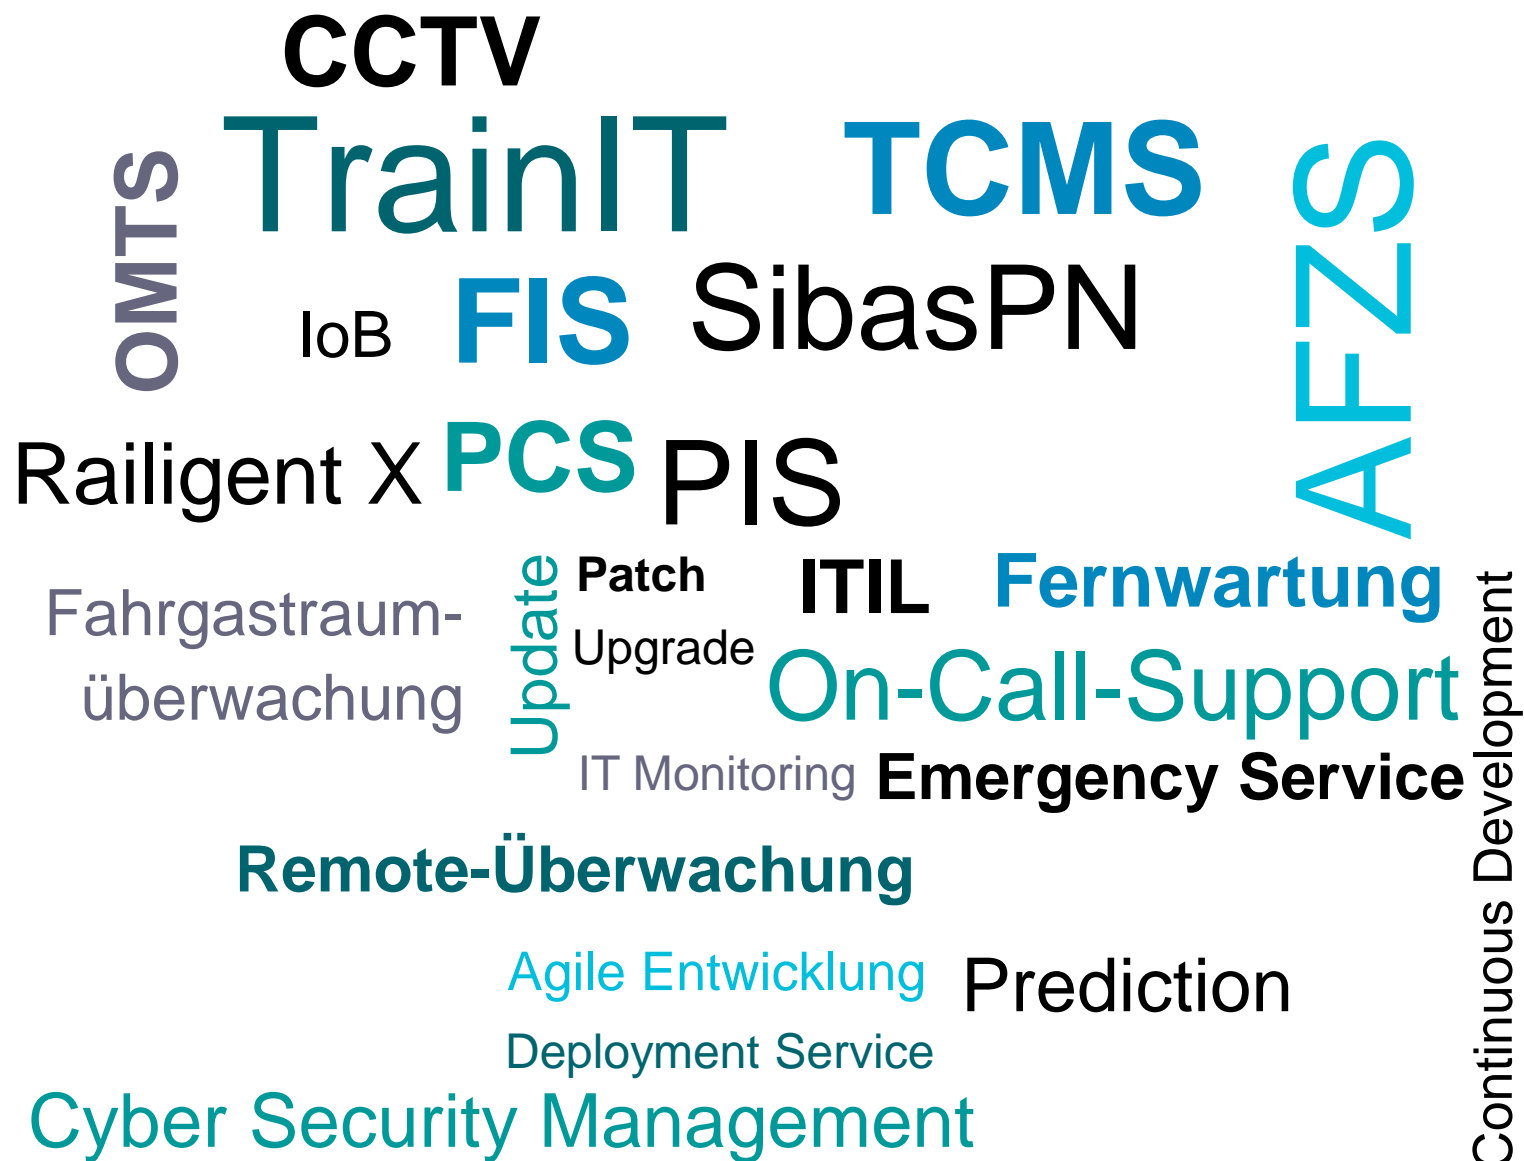 CCTV
TrainIT
TCMS
OMTS
AFZS
IoB
FIS
SibasPN
Railigent X
PCS
PIS
Fahrgastraum-
überwachung
Update
Patch
Upgrade
ITIL
Fernwartung
On-Call-Support
IT Monitoring
Emergency Service
Continuous Development
Remote-Überwachung
Agile Entwicklung
Prediction
Deployment Service
Cyber Security Management